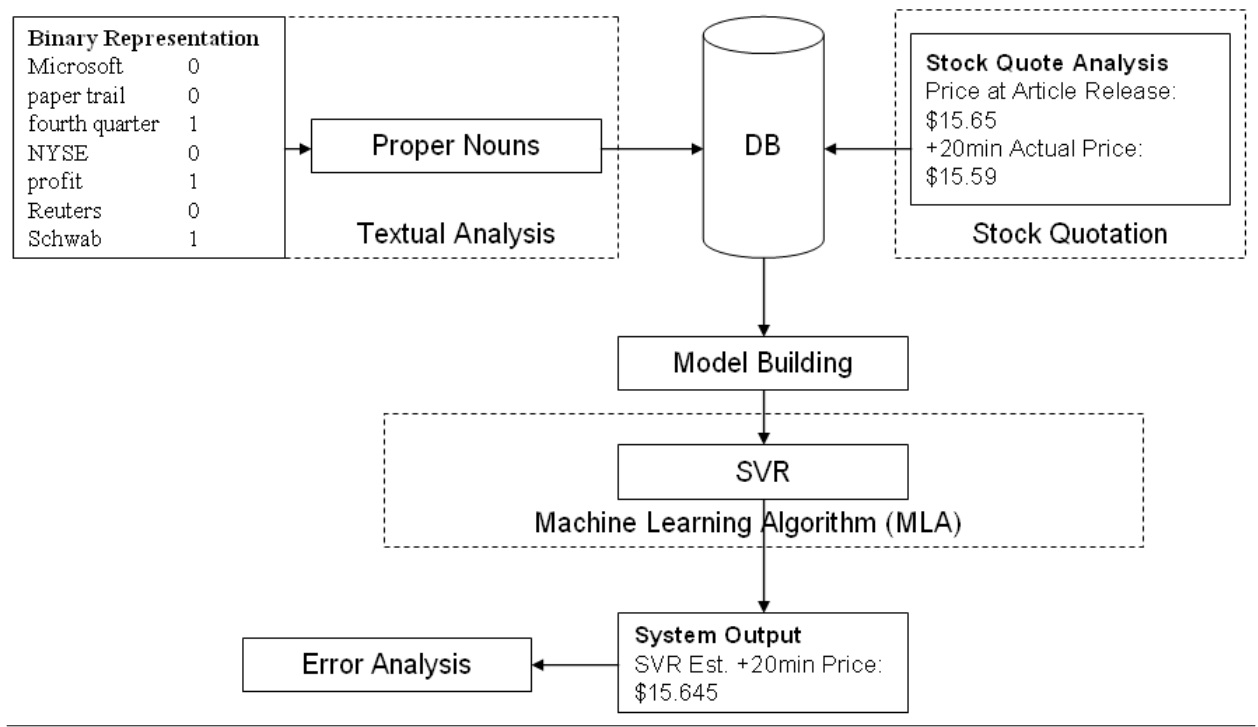 Binary Representation
Microsoft 0
paper trail 0
fourth quarter 1
NYSE 0
profit 1
Reuters 0
Schwab 1
Proper Nouns
Textual Analysis
DB
Stock Quote Analysis
Price at Article Release:
$15.65
+20min Actual Price:
$15.59
Stock Quotation
Model Building
SVR
Machine Learning Algorithm (MLA)
System Output
SVR Est. +20min Price:
$15.645
Error Analysis